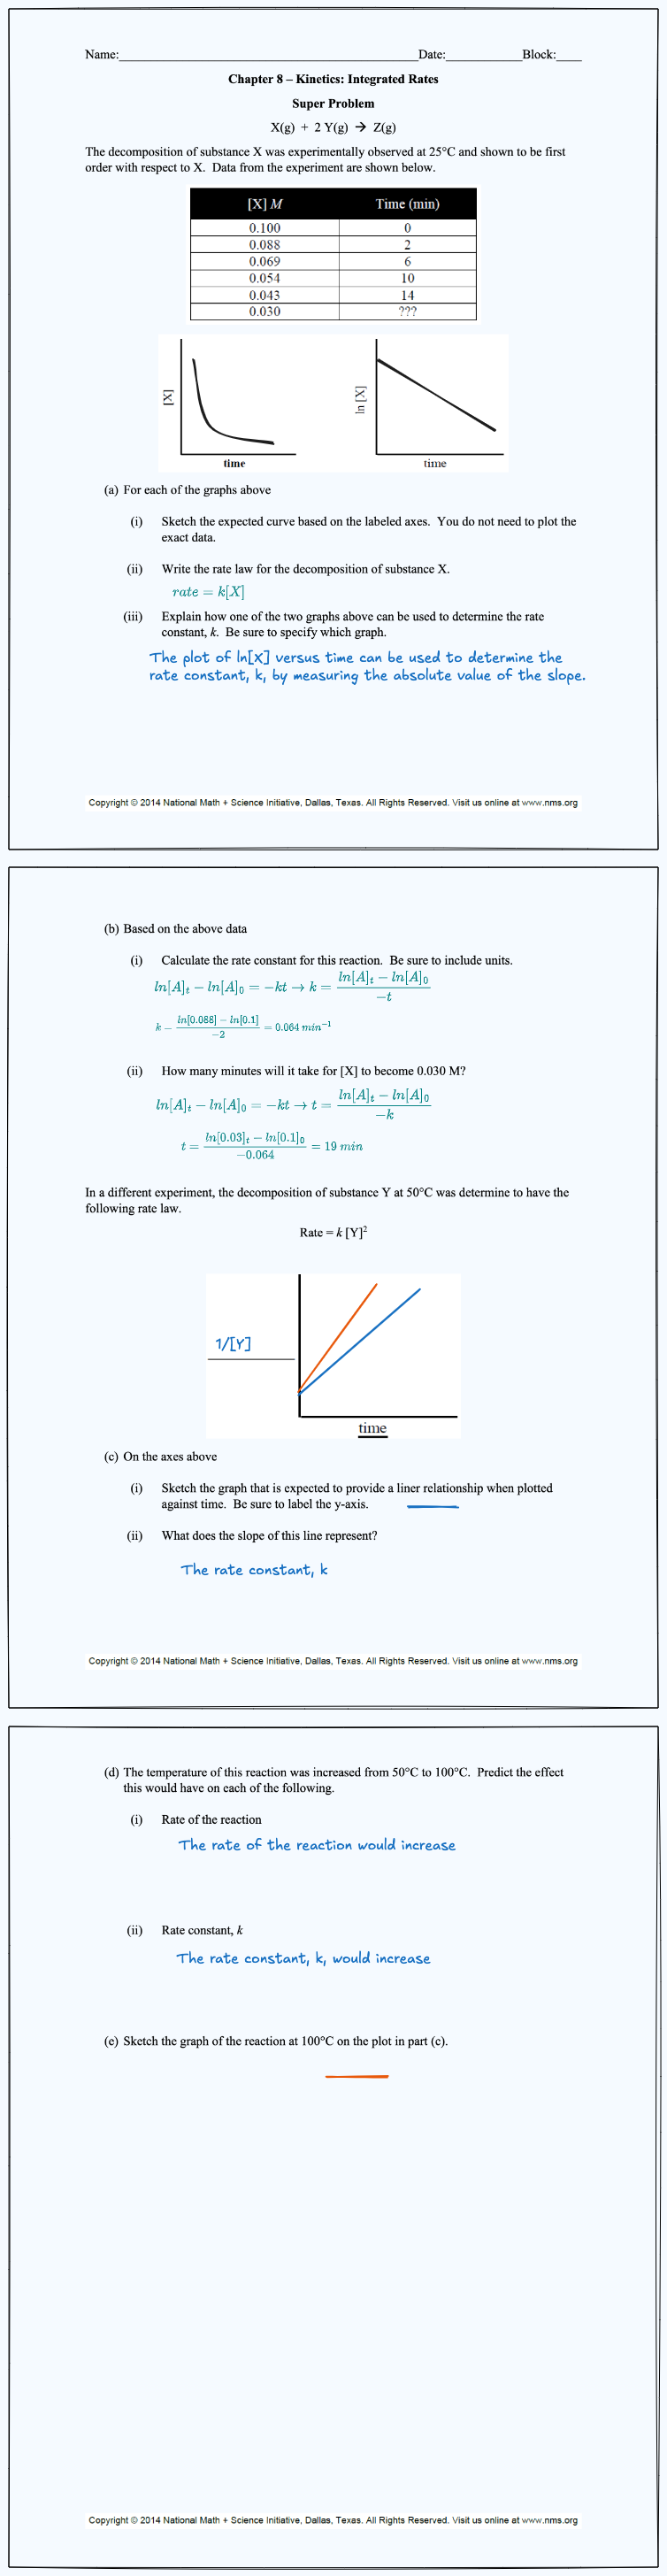 Name:____________________Date:____________Block:____
Chapter 8 – Kinetics: Integrated Rates
Super Problem
X(g) + 2 Y(g) → Z(g)
The decomposition of substance X was experimentally observed at 25°C and shown to be first
order with respect to X. Data from the experiment are shown below.
[X] M Time (min)
0.100 0
0.088 2
0.069 6
0.054 10
0.043 14
0.030 ???
[X]
time
ln [X]
time
(a) For each of the graphs above
(i) Sketch the expected curve based on the labeled axes. You do not need to plot the
exact data.
(ii) Write the rate law for the decomposition of substance X.
rate = k[X]
(iii) Explain how one of the two graphs above can be used to determine the rate
constant, k. Be sure to specify which graph.
The plot of ln[X] versus time can be used to determine the
rate constant, k, by measuring the absolute value of the slope.
Copyright © 2014 National Math + Science Initiative, Dallas, Texas. All Rights Reserved. Visit us online at www.nms.org
(b) Based on the above data
(i) Calculate the rate constant for this reaction. Be sure to include units.
ln[A]t − ln[A]0 = −kt → k = (ln[A]t − ln[A]0)/−t
k = (ln[0.088] − ln[0.1])/−2 = 0.064 min⁻¹
(ii) How many minutes will it take for [X] to become 0.030 M?
ln[A]t − ln[A]0 = −kt → t = (ln[A]t − ln[A]0)/−k
t = (ln[0.03]t − ln[0.1]0)/−0.064 = 19 min
In a different experiment, the decomposition of substance Y at 50°C was determine to have the
following rate law.
Rate = k [Y]²
1/[Y]
time
(c) On the axes above
(i) Sketch the graph that is expected to provide a liner relationship when plotted
against time. Be sure to label the y-axis.
(ii) What does the slope of this line represent?
The rate constant, k
Copyright © 2014 National Math + Science Initiative, Dallas, Texas. All Rights Reserved. Visit us online at www.nms.org
(d) The temperature of this reaction was increased from 50°C to 100°C. Predict the effect
this would have on each of the following.
(i) Rate of the reaction
The rate of the reaction would increase
(ii) Rate constant, k
The rate constant, k, would increase
(e) Sketch the graph of the reaction at 100°C on the plot in part (c).
Copyright © 2014 National Math + Science Initiative, Dallas, Texas. All Rights Reserved. Visit us online at www.nms.org